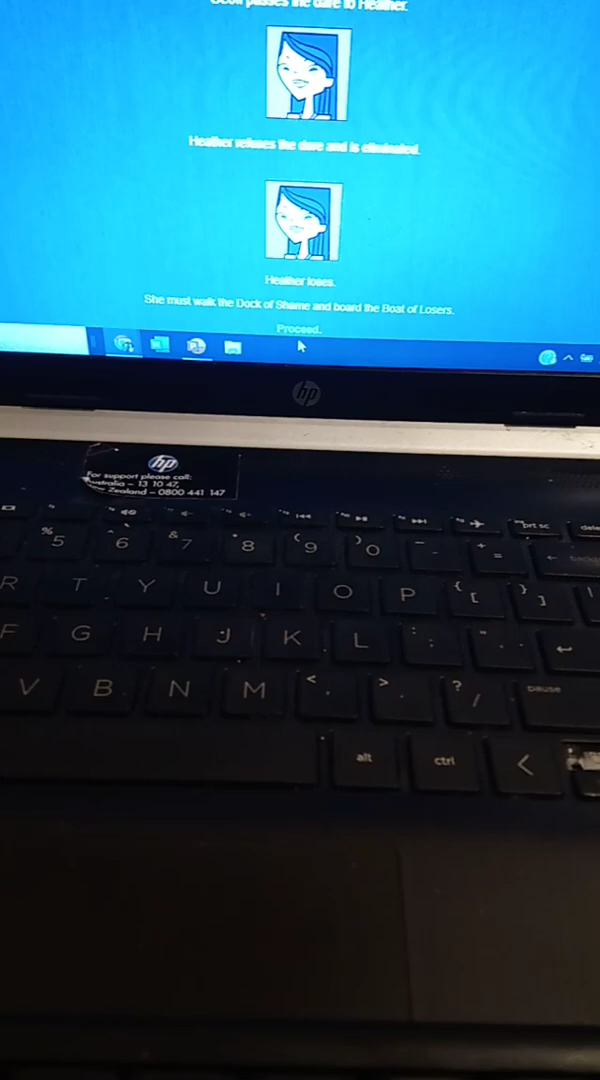 Geoff passes the dare to Heather.
Heather refuses the dare and is eliminated.
Heather loses.
She must walk the Dock of Shame and board the Boat of Losers.
Proceed.
hp
hp
For support please call:
Australia – 13 10 47,
Zealand – 0800 441 147
prt sc
% 5 ^ 6 & 7 * 8 ( 9 ) 0 _ - + =
R T Y U I O P { [ } ]
F G H J K L : ; "
V B N M < , > . ? / pause
alt ctrl <